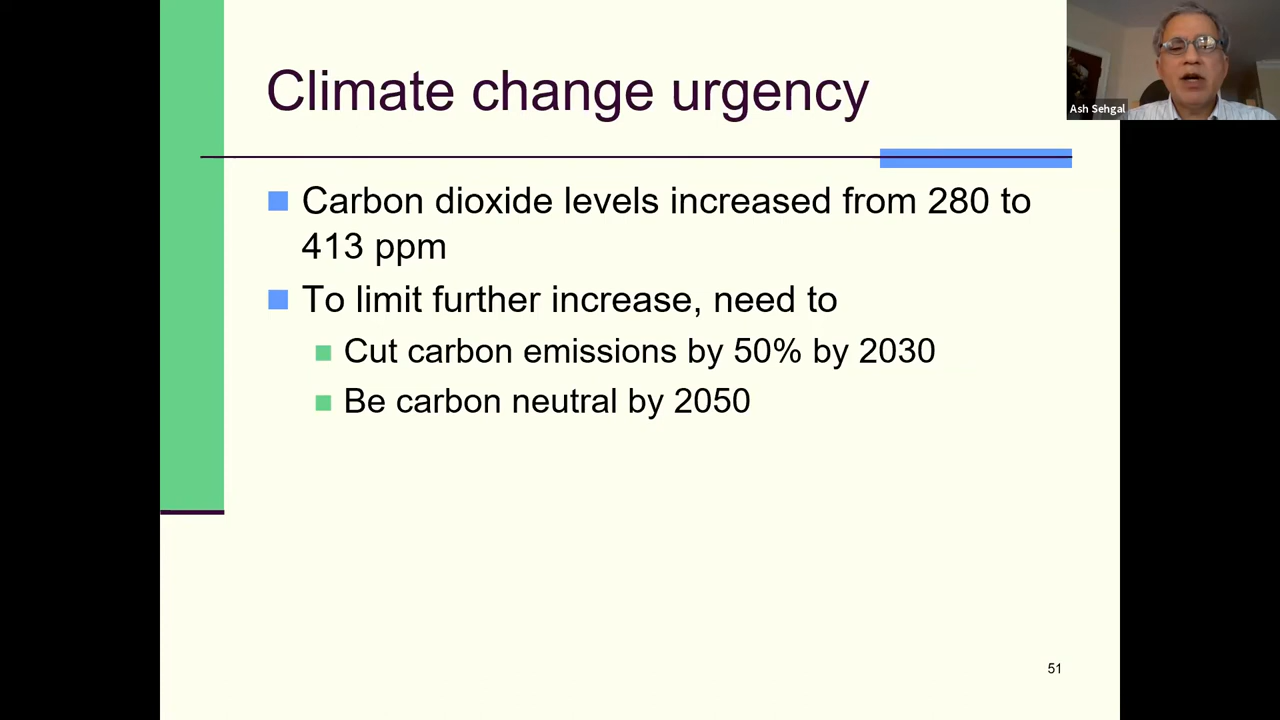 Climate change urgency
Ash Sehgal
Carbon dioxide levels increased from 280 to
413 ppm
To limit further increase, need to
Cut carbon emissions by 50% by 2030
Be carbon neutral by 2050
51